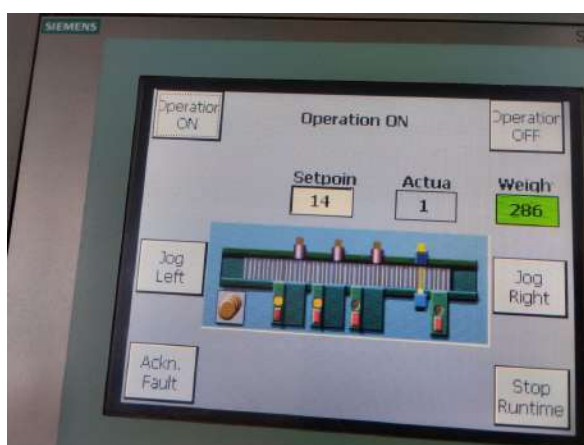 SIEMENS
S
Operation
ON
Operation ON
Operation
OFF
Setpoin
Actua
Weigh
14
1
286
Jog
Left
Jog
Right
Ackn.
Fault
Stop
Runtime